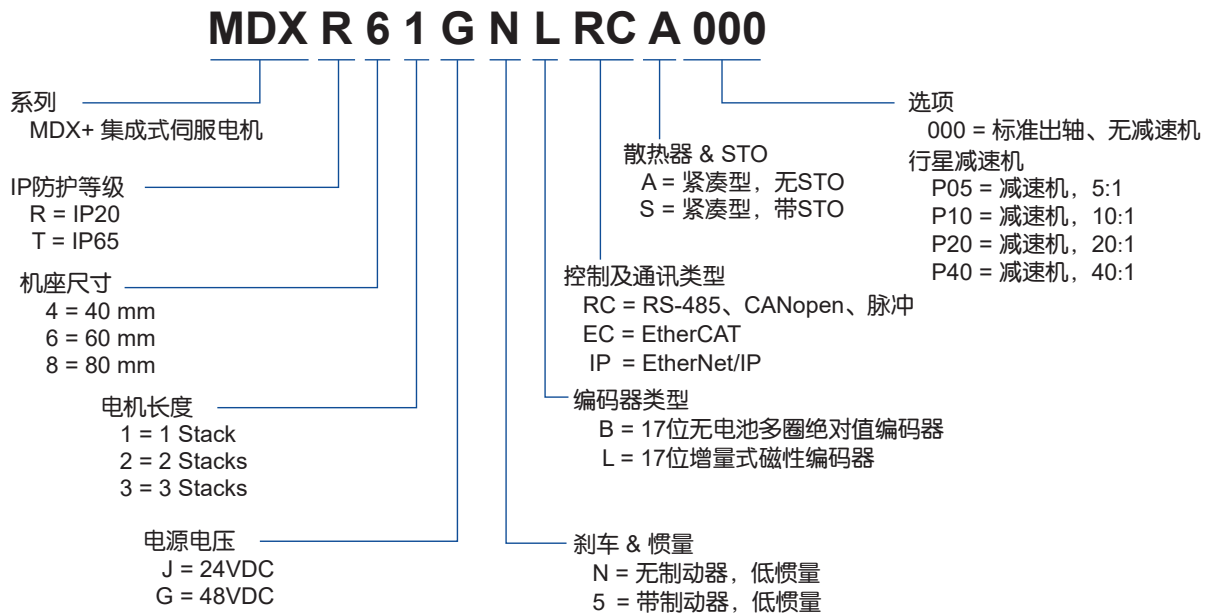 MDX R 6 1 G N L RC A 000
系列
MDX+ 集成式伺服电机
IP防护等级
R = IP20
T = IP65
机座尺寸
4 = 40 mm
6 = 60 mm
8 = 80 mm
电机长度
1 = 1 Stack
2 = 2 Stacks
3 = 3 Stacks
电源电压
J = 24VDC
G = 48VDC
刹车 & 惯量
N = 无制动器，低惯量
5 = 带制动器，低惯量
编码器类型
B = 17位无电池多圈绝对值编码器
L = 17位增量式磁性编码器
控制及通讯类型
RC = RS-485、CANopen、脉冲
EC = EtherCAT
IP = EtherNet/IP
散热器 & STO
A = 紧凑型，无STO
S = 紧凑型，带STO
选项
000 = 标准出轴、无减速机
行星减速机
P05 = 减速机，5:1
P10 = 减速机，10:1
P20 = 减速机，20:1
P40 = 减速机，40:1